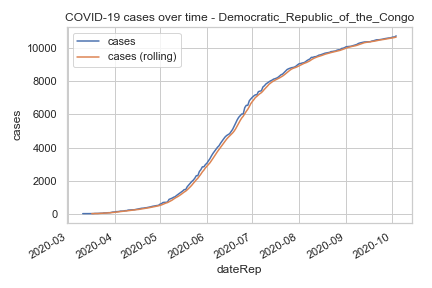 COVID-19 cases over time - Democratic_Republic_of_the_Congo
cases
cases (rolling)
10000
8000
6000
4000
2000
0
cases
2020-03
2020-04
2020-05
2020-06
2020-07
2020-08
2020-09
2020-10
dateRep